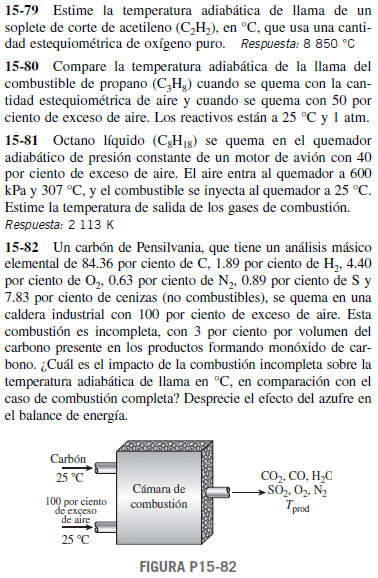 15-79 Estime la temperatura adiabática de llama de un
soplete de corte de acetileno (C₂H₂), en °C, que usa una canti-
dad estequiométrica de oxígeno puro. Respuesta: 8 850 °C
15-80 Compare la temperatura adiabática de la llama del
combustible de propano (C₃H₈) cuando se quema con la can-
tidad estequiométrica de aire y cuando se quema con 50 por
ciento de exceso de aire. Los reactivos están a 25 °C y 1 atm.
15-81 Octano líquido (C₈H₁₈) se quema en el quemador
adiabático de presión constante de un motor de avión con 40
por ciento de exceso de aire. El aire entra al quemador a 600
kPa y 307 °C, y el combustible se inyecta al quemador a 25 °C.
Estime la temperatura de salida de los gases de combustión.
Respuesta: 2 113 K
15-82 Un carbón de Pensilvania, que tiene un análisis másico
elemental de 84.36 por ciento de C, 1.89 por ciento de H₂, 4.40
por ciento de O₂, 0.63 por ciento de N₂, 0.89 por ciento de S y
7.83 por ciento de cenizas (no combustibles), se quema en una
caldera industrial con 100 por ciento de exceso de aire. Esta
combustión es incompleta, con 3 por ciento por volumen del
carbono presente en los productos formando monóxido de car-
bono. ¿Cuál es el impacto de la combustión incompleta sobre la
temperatura adiabática de llama en °C, en comparación con el
caso de combustión completa? Desprecie el efecto del azufre en
el balance de energía.
Carbón
25 °C
100 por ciento
de exceso
de aire
25 °C
Cámara de
combustión
CO₂, CO, H₂O
SO₂, O₂, N₂
Tprod
FIGURA P15-82